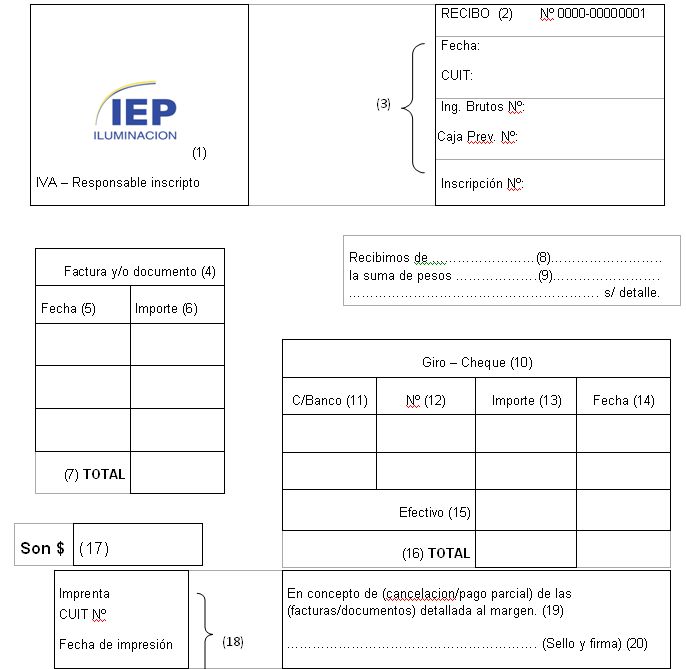 RECIBO (2) Nº 0000-00000001
Fecha:
CUIT:
(3)
Ing. Brutos Nº:
Caja Prev. Nº:
Inscripción Nº:
IEP
ILUMINACION
(1)
IVA – Responsable inscripto
Recibimos de……………………(8)……………………
la suma de pesos ………………(9)……………………
…………………………………………………… s/ detalle.
Factura y/o documento (4)
Fecha (5) Importe (6)
(7) TOTAL
Giro – Cheque (10)
C/Banco (11) Nº (12) Importe (13) Fecha (14)
Efectivo (15)
(16) TOTAL
Son $ (17)
Imprenta
CUIT Nº
Fecha de impresión
(18)
En concepto de (cancelacion/pago parcial) de las
(facturas/documentos) detallada al margen. (19)
…………………………………………………… (Sello y firma) (20)